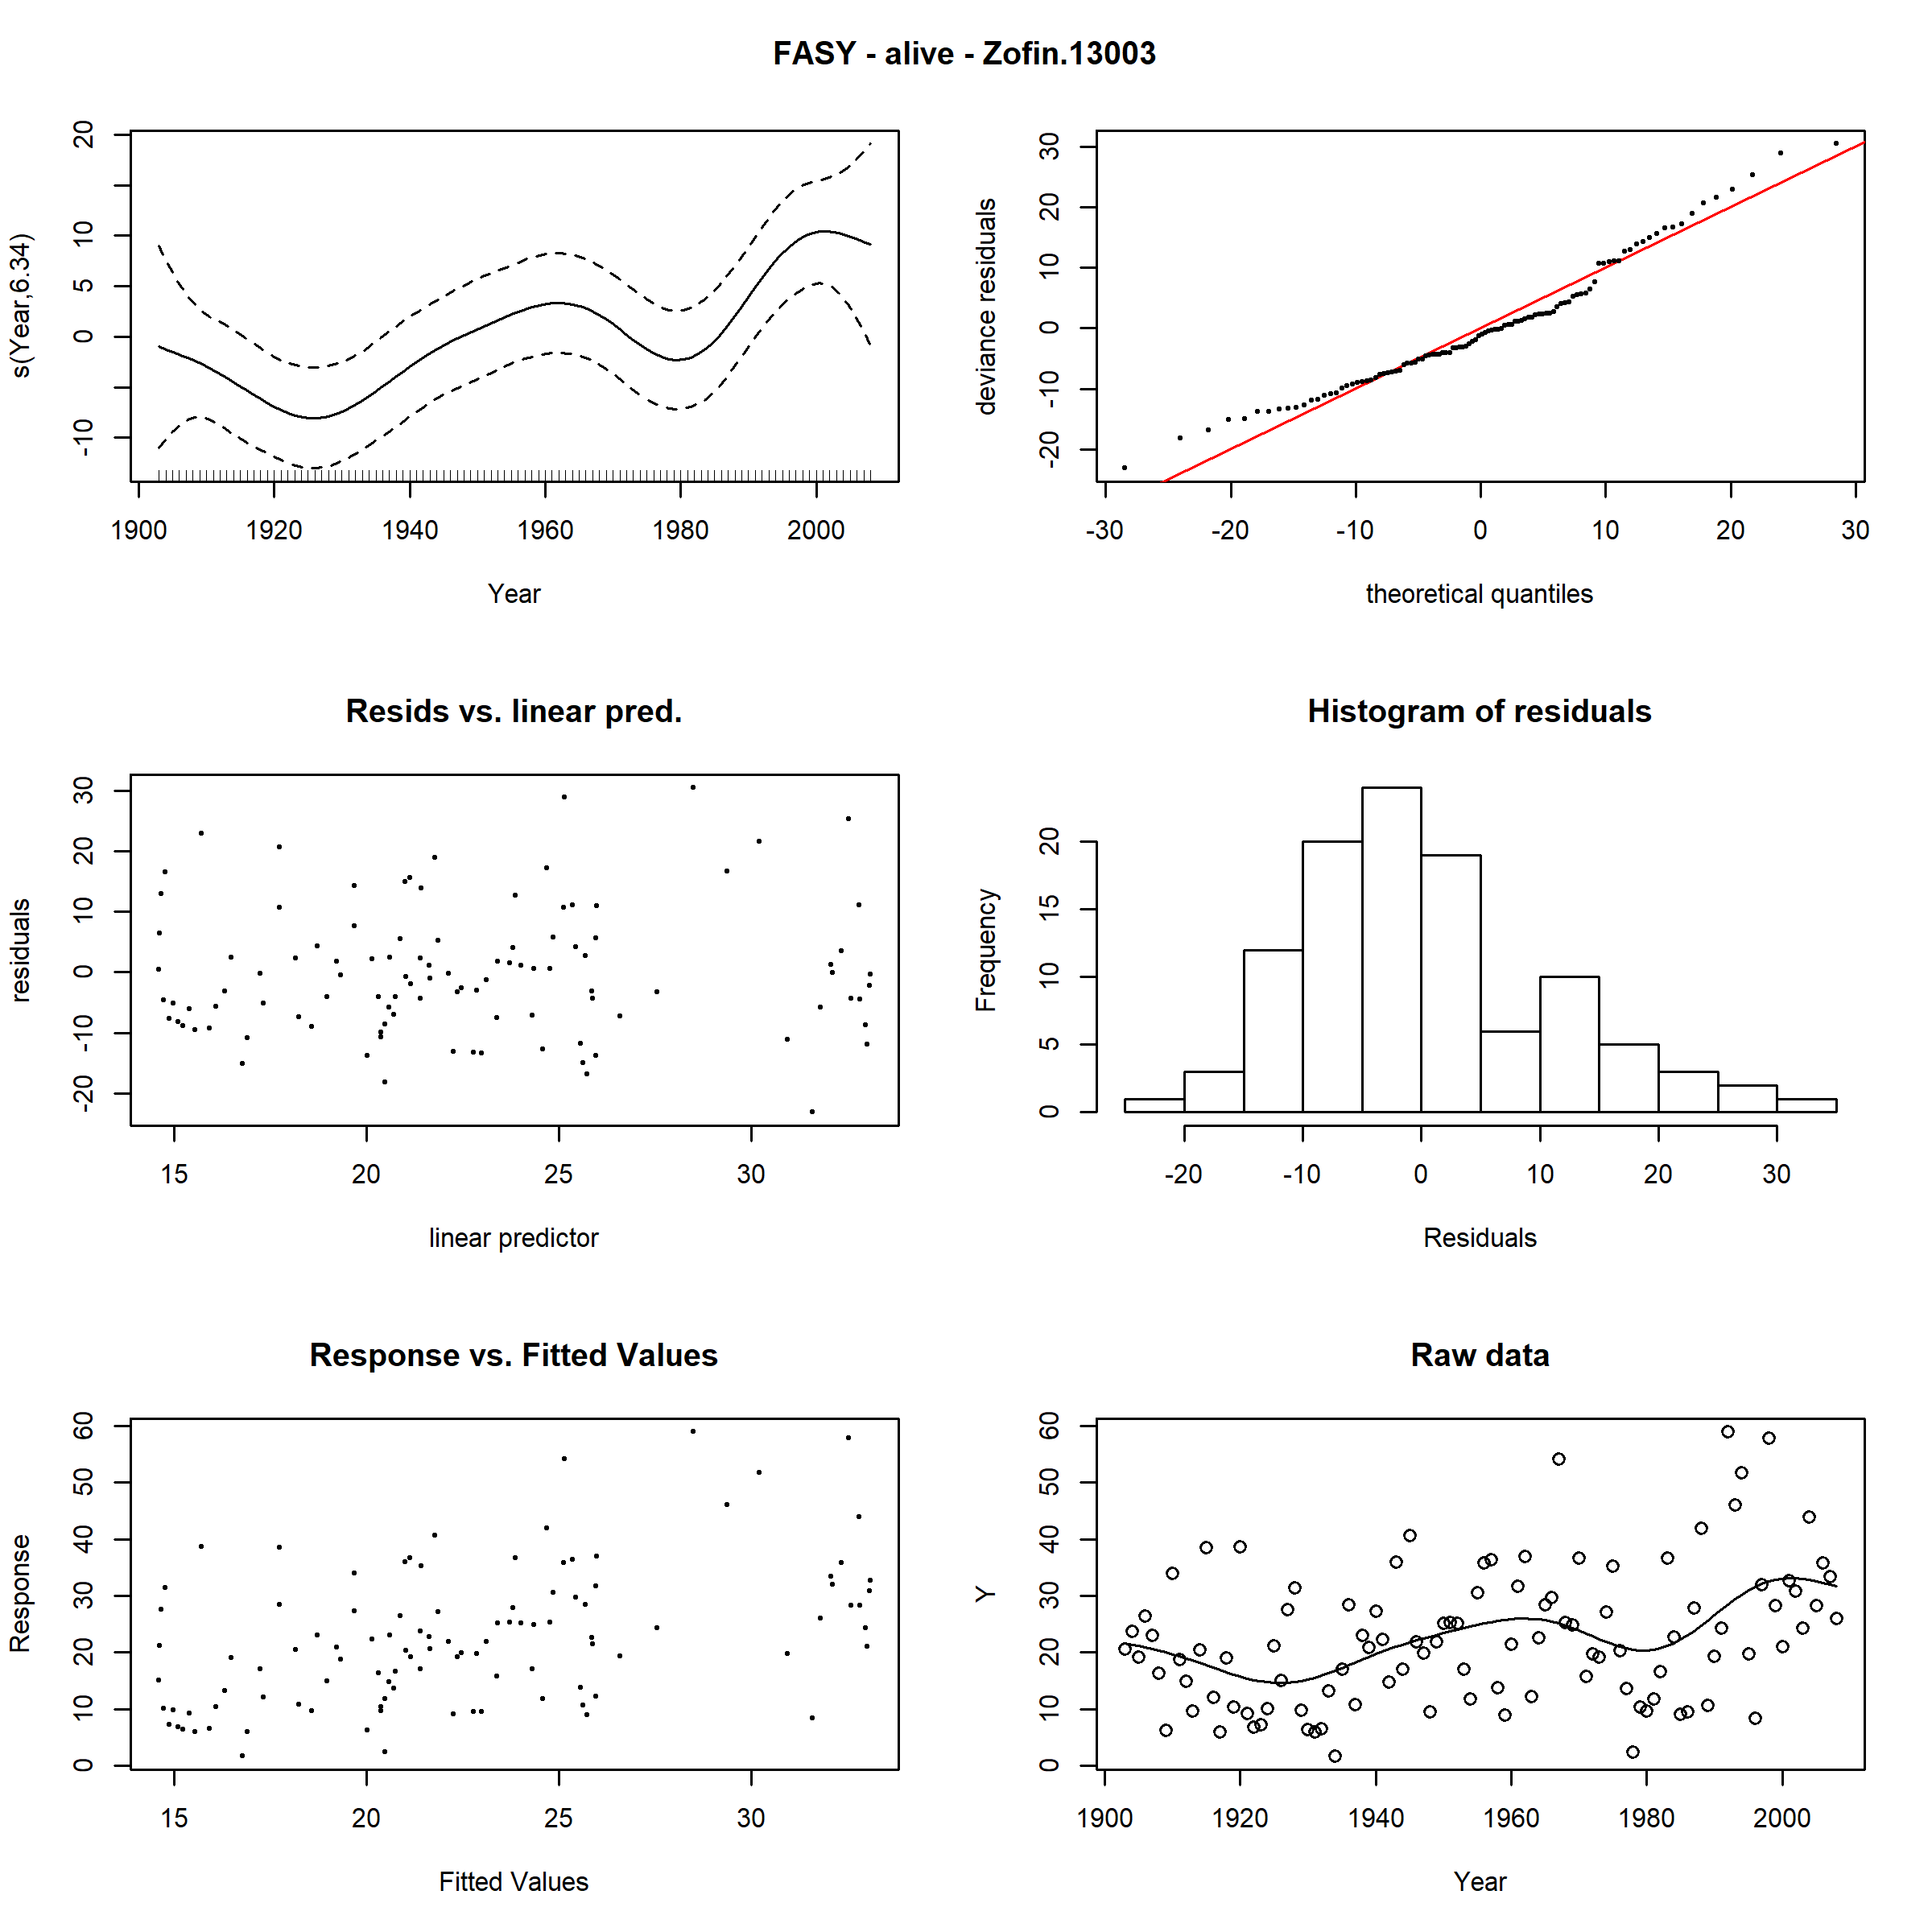 FASY - alive - Zofin.13003
s(Year,6.34)
20
10
5
0
-10
1900 1920 1940 1960 1980 2000
Year
deviance residuals
30
20
10
0
-10
-20
-30 -20 -10 0 10 20 30
theoretical quantiles
Resids vs. linear pred.
residuals
30
20
10
0
-10
-20
15 20 25 30
linear predictor
Histogram of residuals
Frequency
20
15
10
5
0
-20 -10 0 10 20 30
Residuals
Response vs. Fitted Values
Response
60
50
40
30
20
10
0
15 20 25 30
Fitted Values
Raw data
Y
60
50
40
30
20
10
0
1900 1920 1940 1960 1980 2000
Year